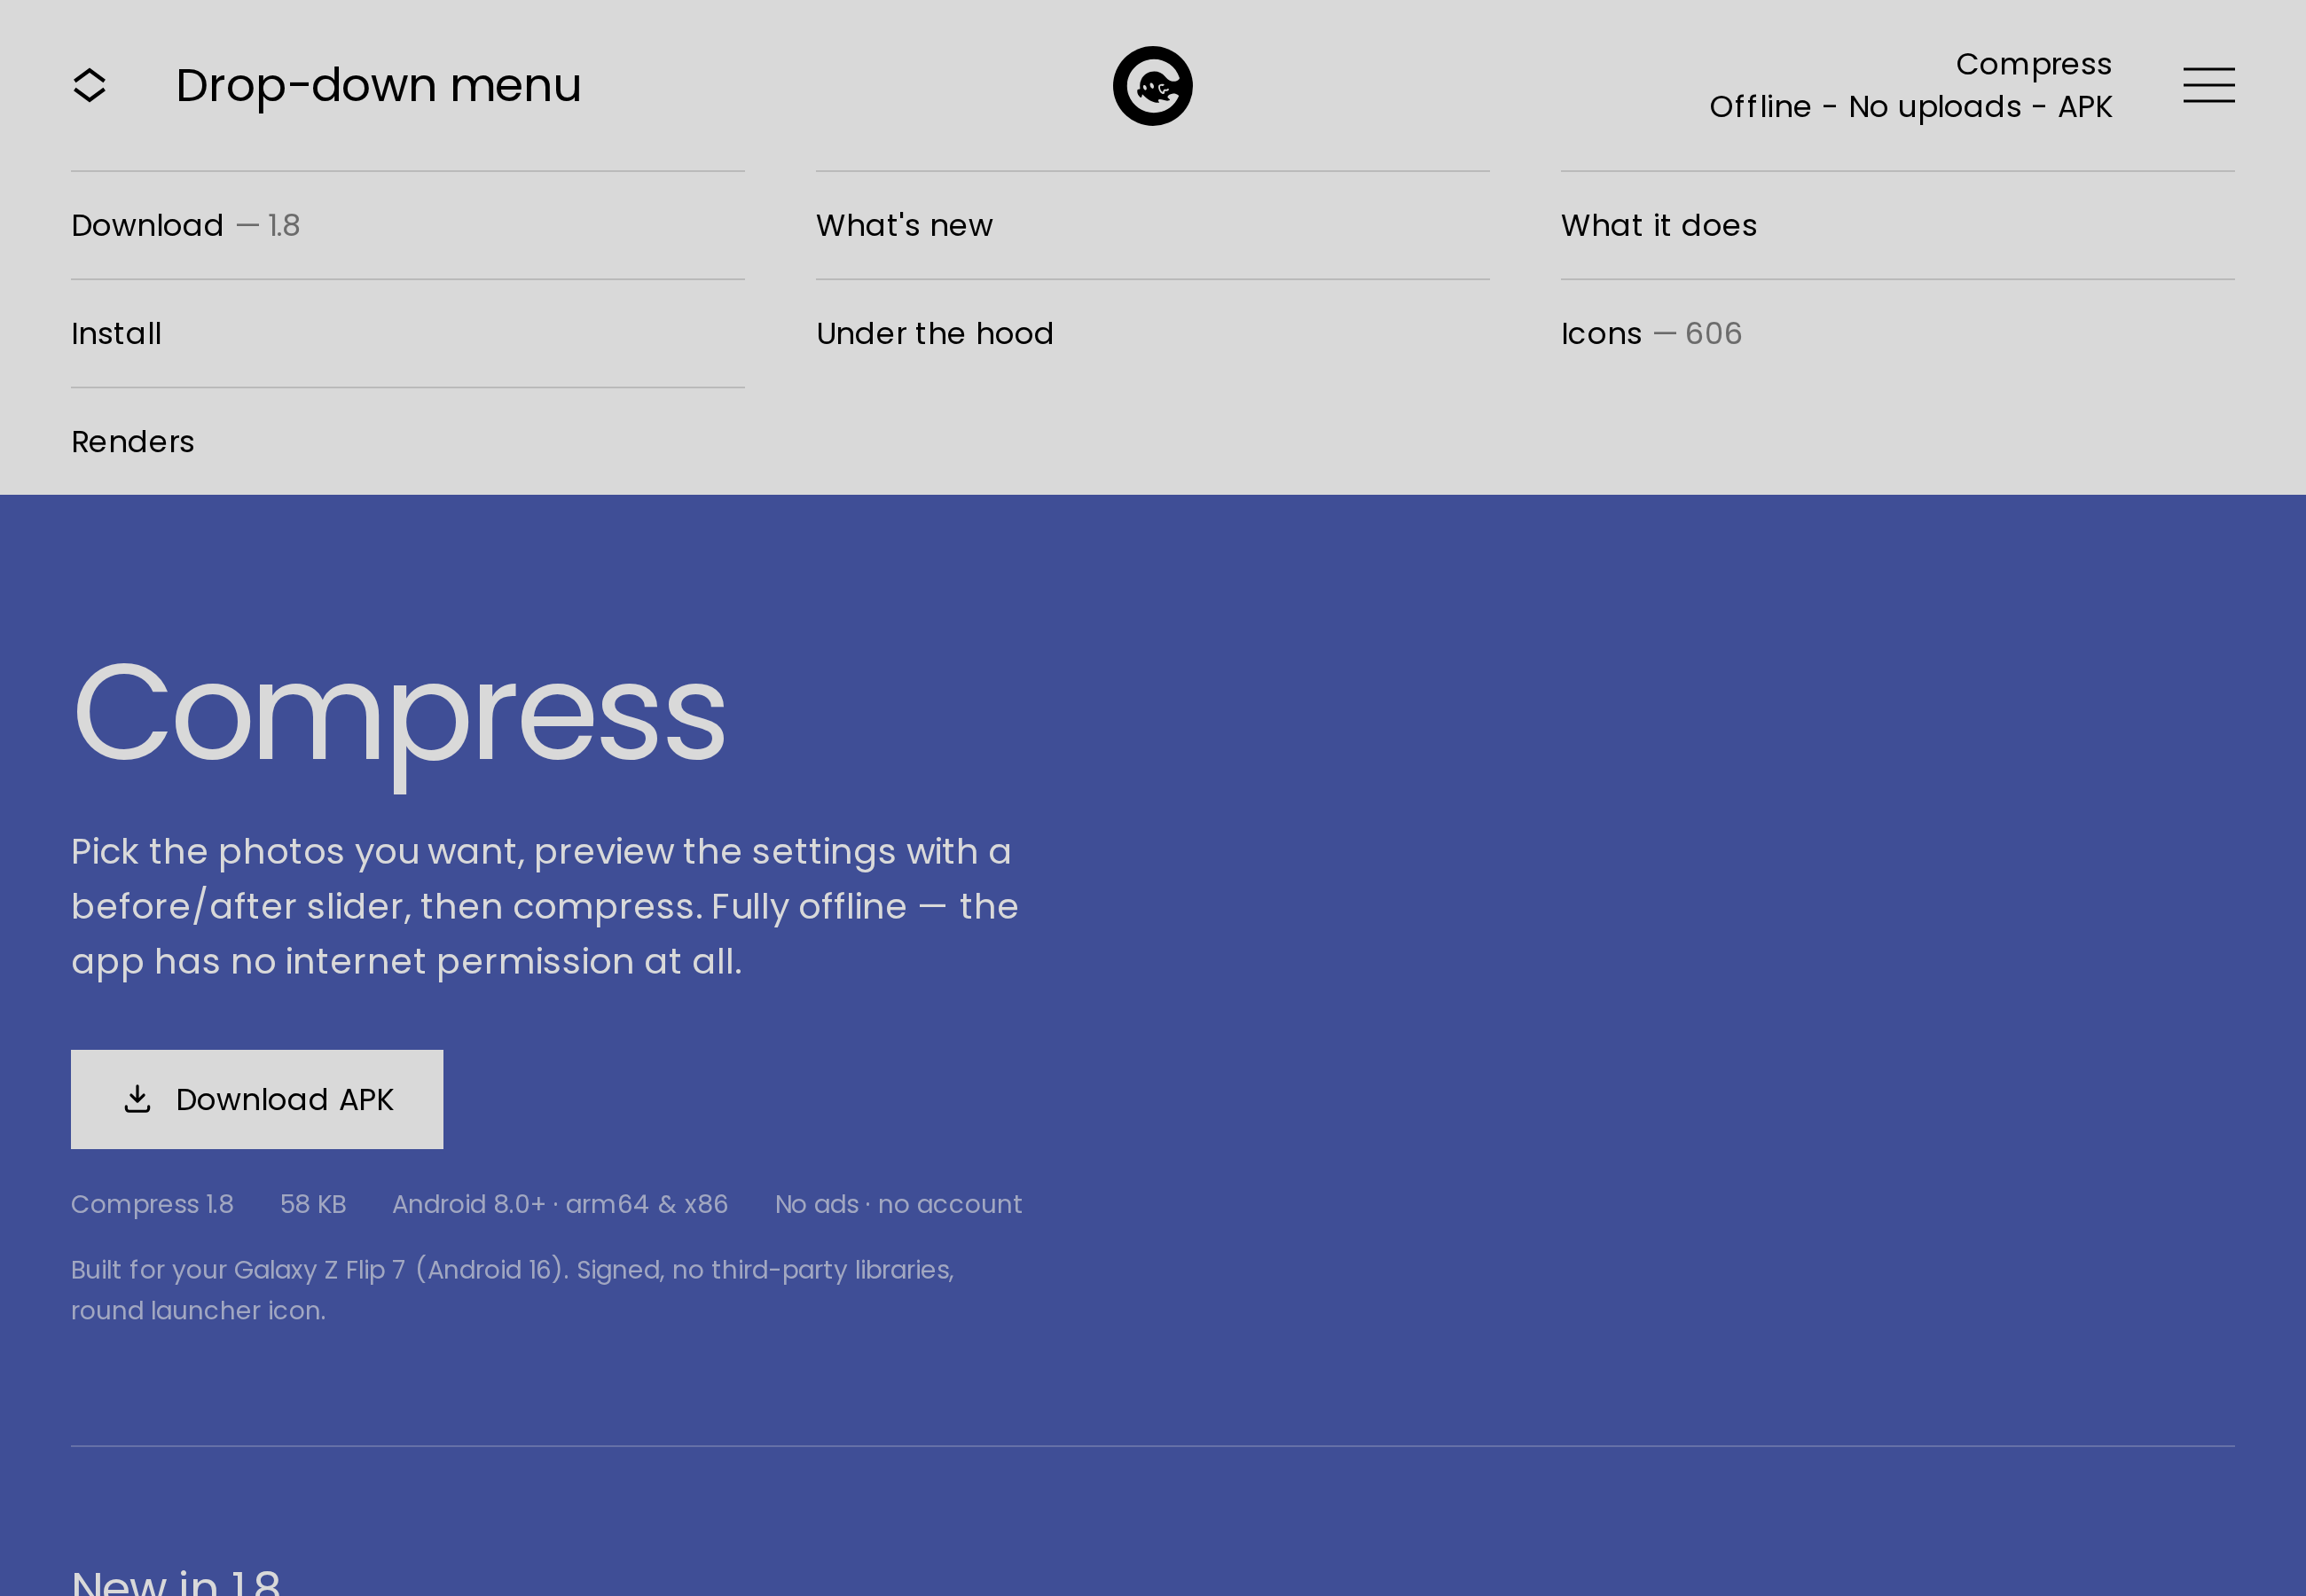 Drop-down menu
Compress
Offline - No uploads - APK
Download — 1.8
What's new
What it does
Install
Under the hood
Icons — 606
Renders
Compress
Pick the photos you want, preview the settings with a
before/after slider, then compress. Fully offline — the
app has no internet permission at all.
Download APK
Compress 1.8 58 KB Android 8.0+ · arm64 & x86 No ads · no account
Built for your Galaxy Z Flip 7 (Android 16). Signed, no third-party libraries,
round launcher icon.
New in 1.8